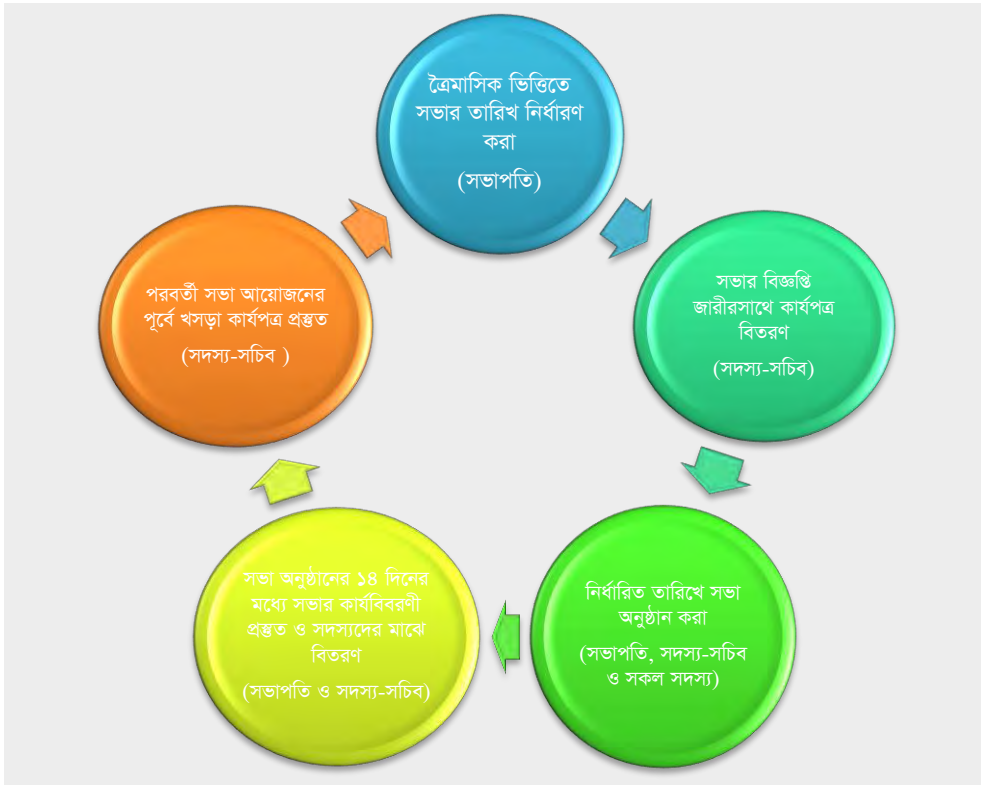 ত্রৈমাসিক ভিত্তিতে
সভার তারিখ নির্ধারণ
করা
(সভাপতি)
সভার বিজ্ঞপ্তি
জারীরসাথে কার্যপত্র
বিতরণ
(সদস্য-সচিব)
নির্ধারিত তারিখে সভা
অনুষ্ঠান করা
(সভাপতি, সদস্য-সচিব
ও সকল সদস্য)
সভা অনুষ্ঠানের ১৪ দিনের
মধ্যে সভার কার্যবিবরণী
প্রস্তুত ও সদস্যদের মাঝে
বিতরণ
(সভাপতি ও সদস্য-সচিব)
পরবর্তী সভা আয়োজনের
পূর্বে খসড়া কার্যপত্র প্রস্তুত
(সদস্য-সচিব )